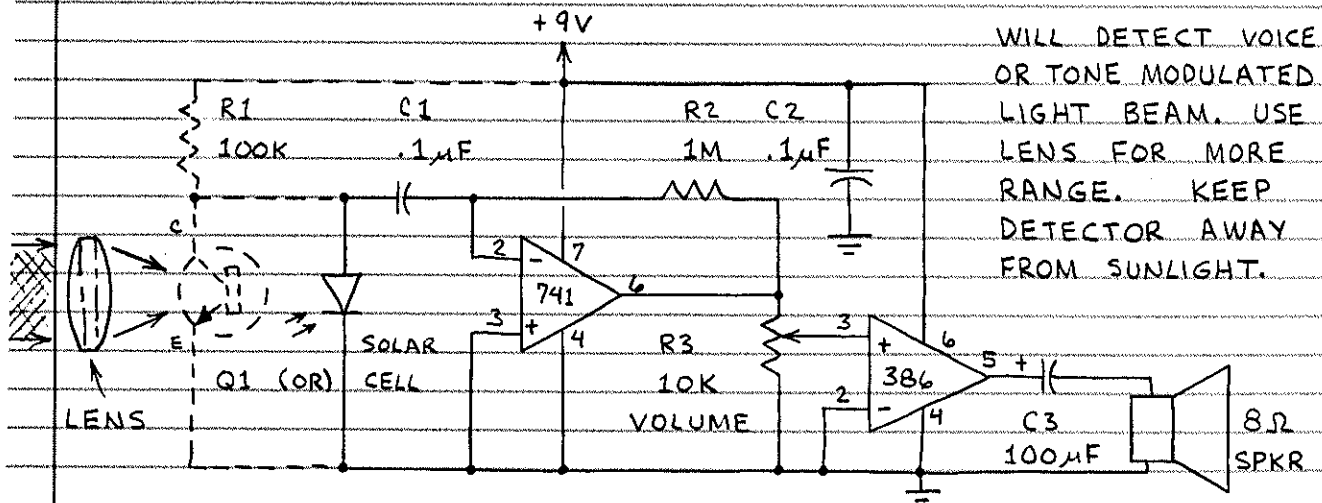 +9V
WILL DETECT VOICE
OR TONE MODULATED
LIGHT BEAM. USE
LENS FOR MORE
RANGE. KEEP
DETECTOR AWAY
FROM SUNLIGHT.
R1
100K
C1
.1µF
R2
1M
C2
.1µF
C
E
Q1 (OR)
SOLAR
CELL
LENS
2
-
3
+
741
7
4
6
R3
10K
VOLUME
3
+
2
-
386
6
5
4
+
C3
100µF
8Ω
SPKR